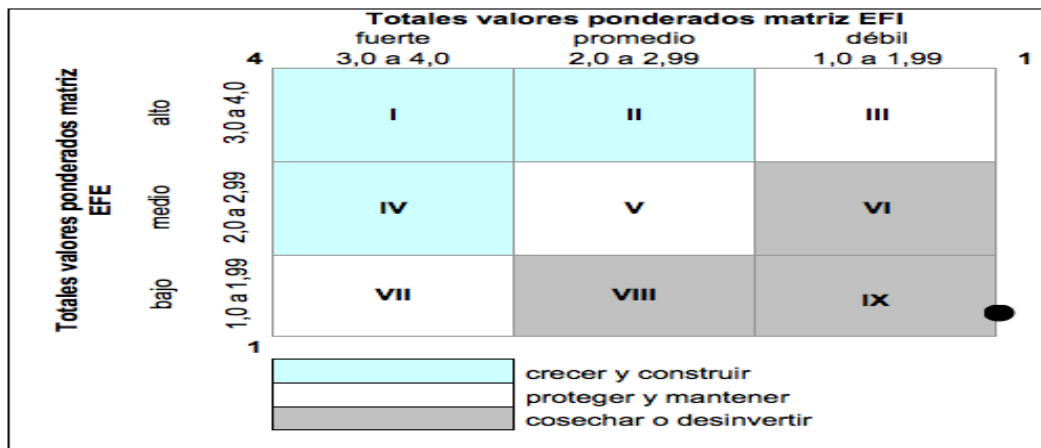 Totales valores ponderados matriz EFI
fuerte promedio débil
4 3,0 a 4,0 2,0 a 2,99 1,0 a 1,99 1
Totales valores ponderados matriz
EFE
alto 3,0 a 4,0 I II III
medio 2,0 a 2,99 IV V VI
bajo 1,0 a 1,99 VII VIII IX
1
crecer y construir
proteger y mantener
cosechar o desinvertir